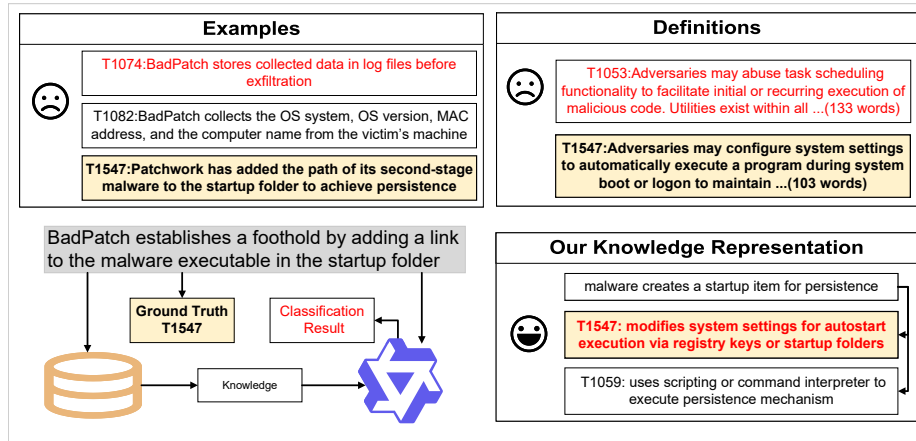 Examples
T1074:BadPatch stores collected data in log files before
exfiltration
T1082:BadPatch collects the OS system, OS version, MAC
address, and the computer name from the victim's machine
T1547:Patchwork has added the path of its second-stage
malware to the startup folder to achieve persistence
Definitions
T1053:Adversaries may abuse task scheduling
functionality to facilitate initial or recurring execution of
malicious code. Utilities exist within all ...(133 words)
T1547:Adversaries may configure system settings
to automatically execute a program during system
boot or logon to maintain ...(103 words)
BadPatch establishes a foothold by adding a link
to the malware executable in the startup folder
Ground Truth
T1547
Classification
Result
Knowledge
Our Knowledge Representation
malware creates a startup item for persistence
T1547: modifies system settings for autostart
execution via registry keys or startup folders
T1059: uses scripting or command interpreter to
execute persistence mechanism